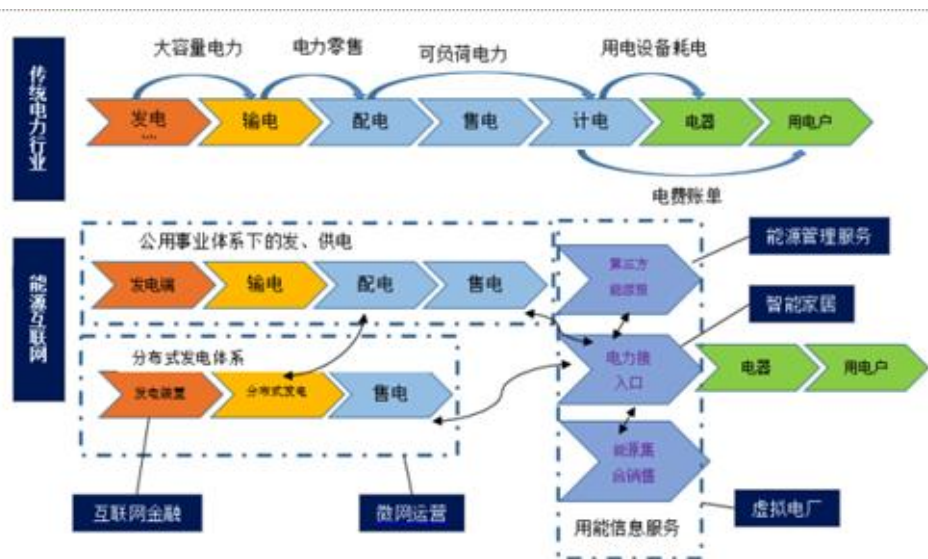 传统电力行业
大容量电力
电力零售
可负荷电力
用电设备耗电
发电
输电
配电
售电
计电
电器
用电户
电费账单
能源互联网
公用事业体系下的发、供电
发电端
输电
配电
售电
分布式发电体系
发电装置
分布式发电
售电
第三方
电力接
入口
能源集
合销售
用能信息服务
电器
用电户
能源管理服务
智能家居
虚拟电厂
互联网金融
微网运营